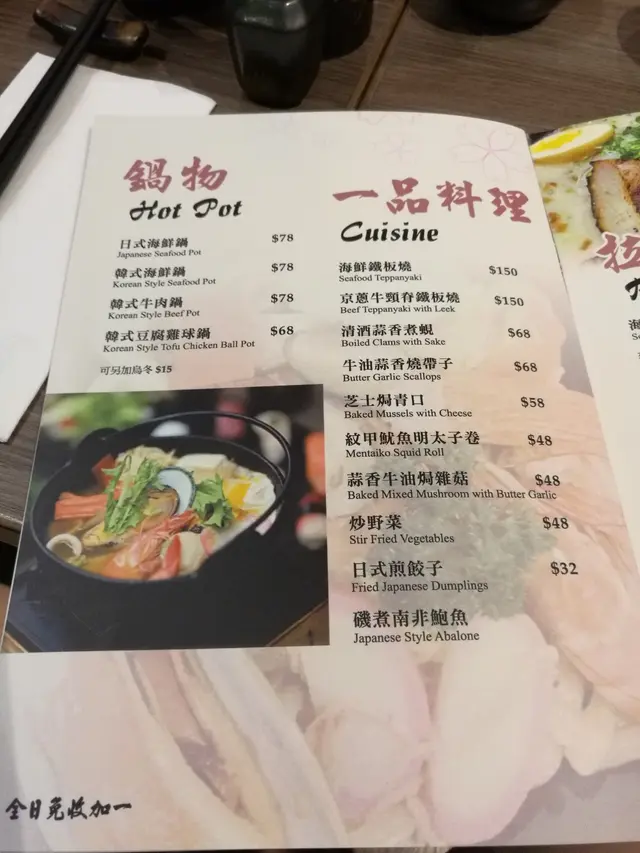 鍋物
Hot Pot
日式海鮮鍋 $78
Japanese Seafood Pot
韓式海鮮鍋 $78
Korean Style Seafood Pot
韓式牛肉鍋 $78
Korean Style Beef Pot
韓式豆腐雞球鍋 $68
Korean Style Tofu Chicken Ball Pot
可另加烏冬 $15
一品料理
Cuisine
海鮮鐵板燒 $150
Seafood Teppanyaki
京蔥牛頸脊鐵板燒 $150
Beef Teppanyaki with Leek
清酒蒜香煮蜆 $68
Boiled Clams with Sake
牛油蒜香燒帶子 $68
Butter Garlic Scallops
芝士焗青口 $58
Baked Mussels with Cheese
紋甲魷魚明太子卷 $48
Mentaiko Squid Roll
蒜香牛油焗雜菇 $48
Baked Mixed Mushroom with Butter Garlic
炒野菜 $48
Stir Fried Vegetables
日式煎餃子 $32
Fried Japanese Dumplings
磯煮南非鮑魚
Japanese Style Abalone
全日免收加一
拉